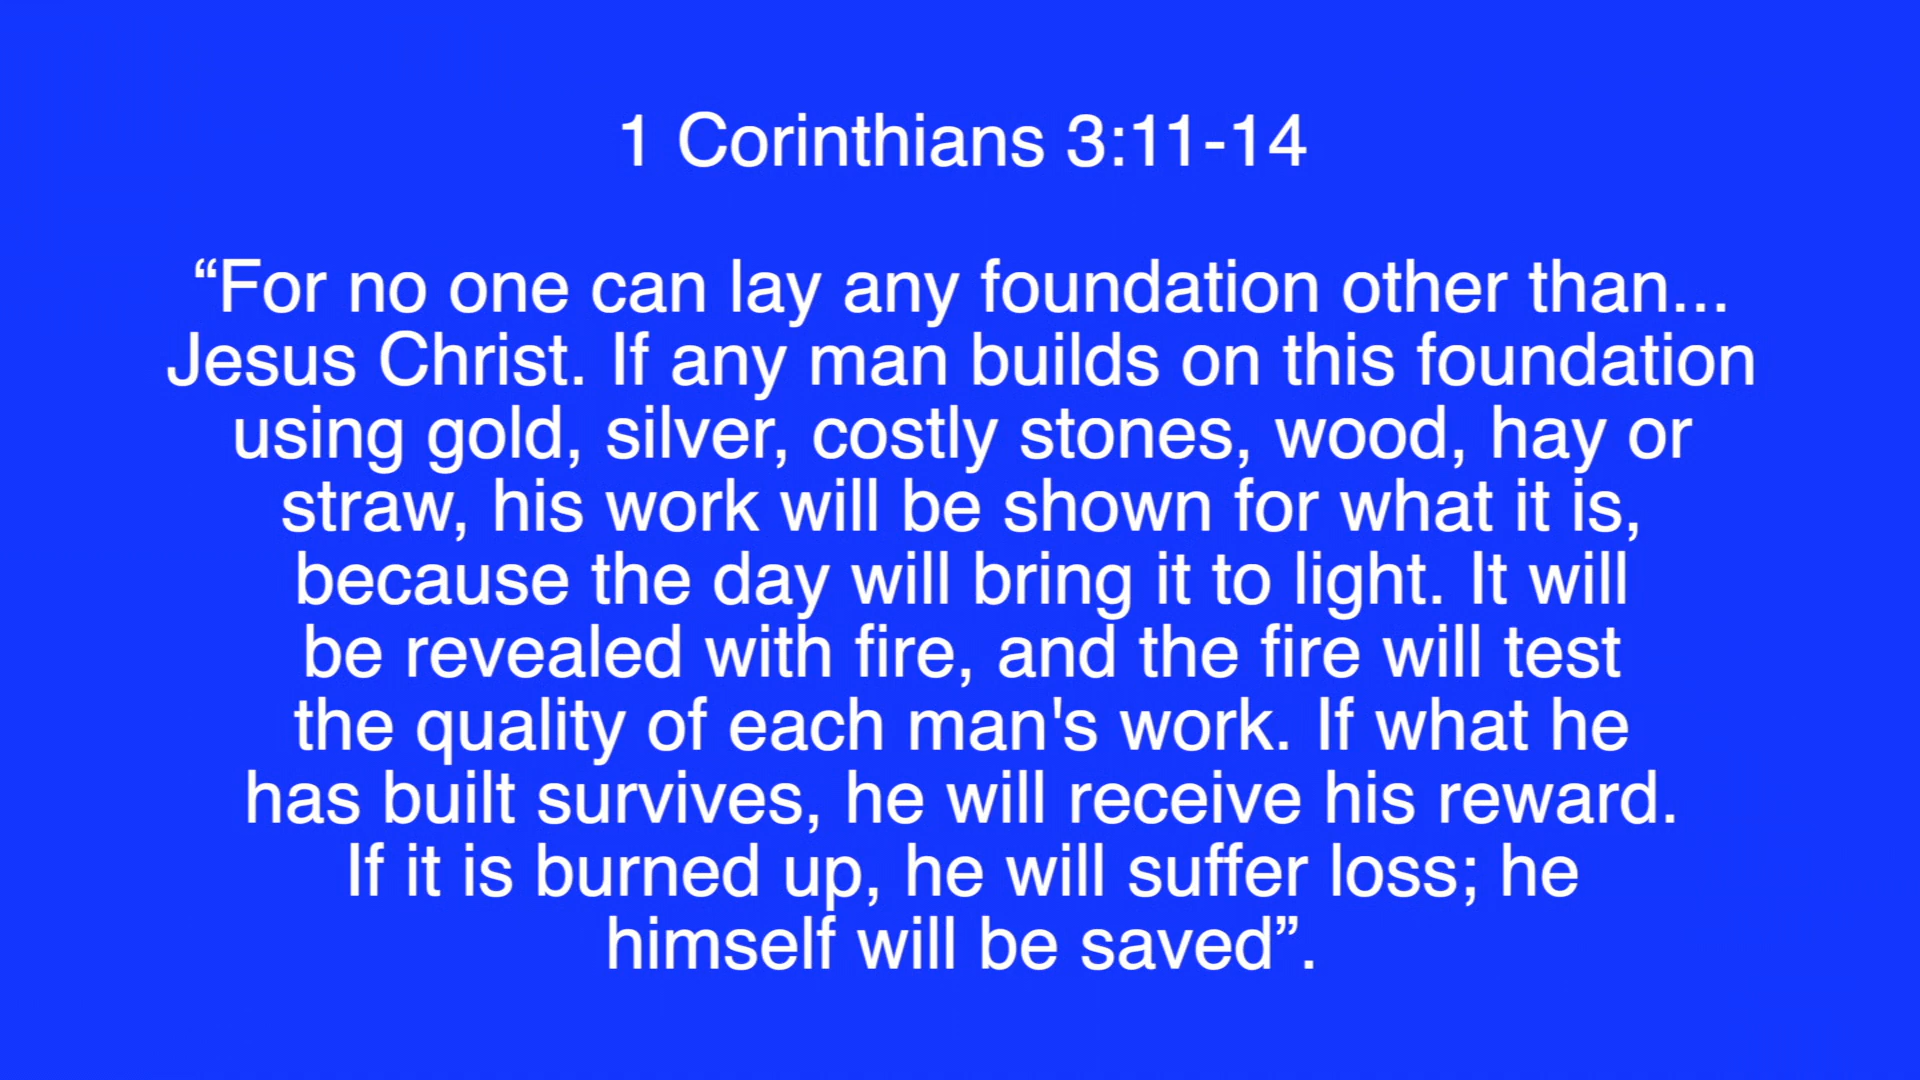 1 Corinthians 3:11-14
“For no one can lay any foundation other than...
Jesus Christ. If any man builds on this foundation
using gold, silver, costly stones, wood, hay or
straw, his work will be shown for what it is,
because the day will bring it to light. It will
be revealed with fire, and the fire will test
the quality of each man's work. If what he
has built survives, he will receive his reward.
If it is burned up, he will suffer loss; he
himself will be saved”.